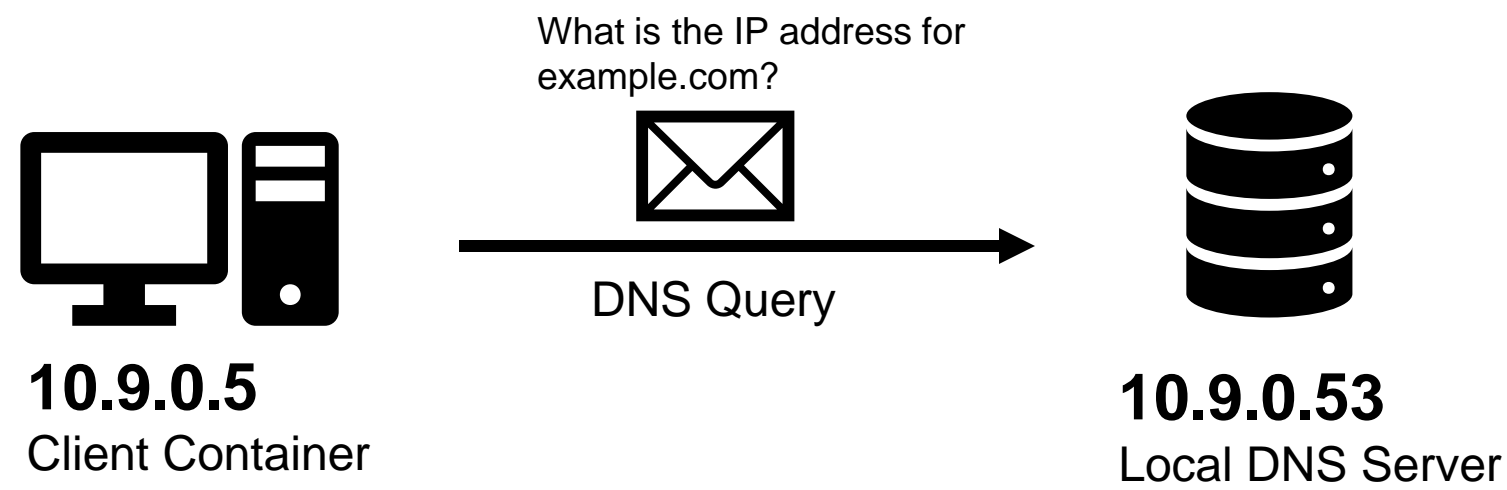 What is the IP address for
example.com?
DNS Query
10.9.0.5
Client Container
10.9.0.53
Local DNS Server